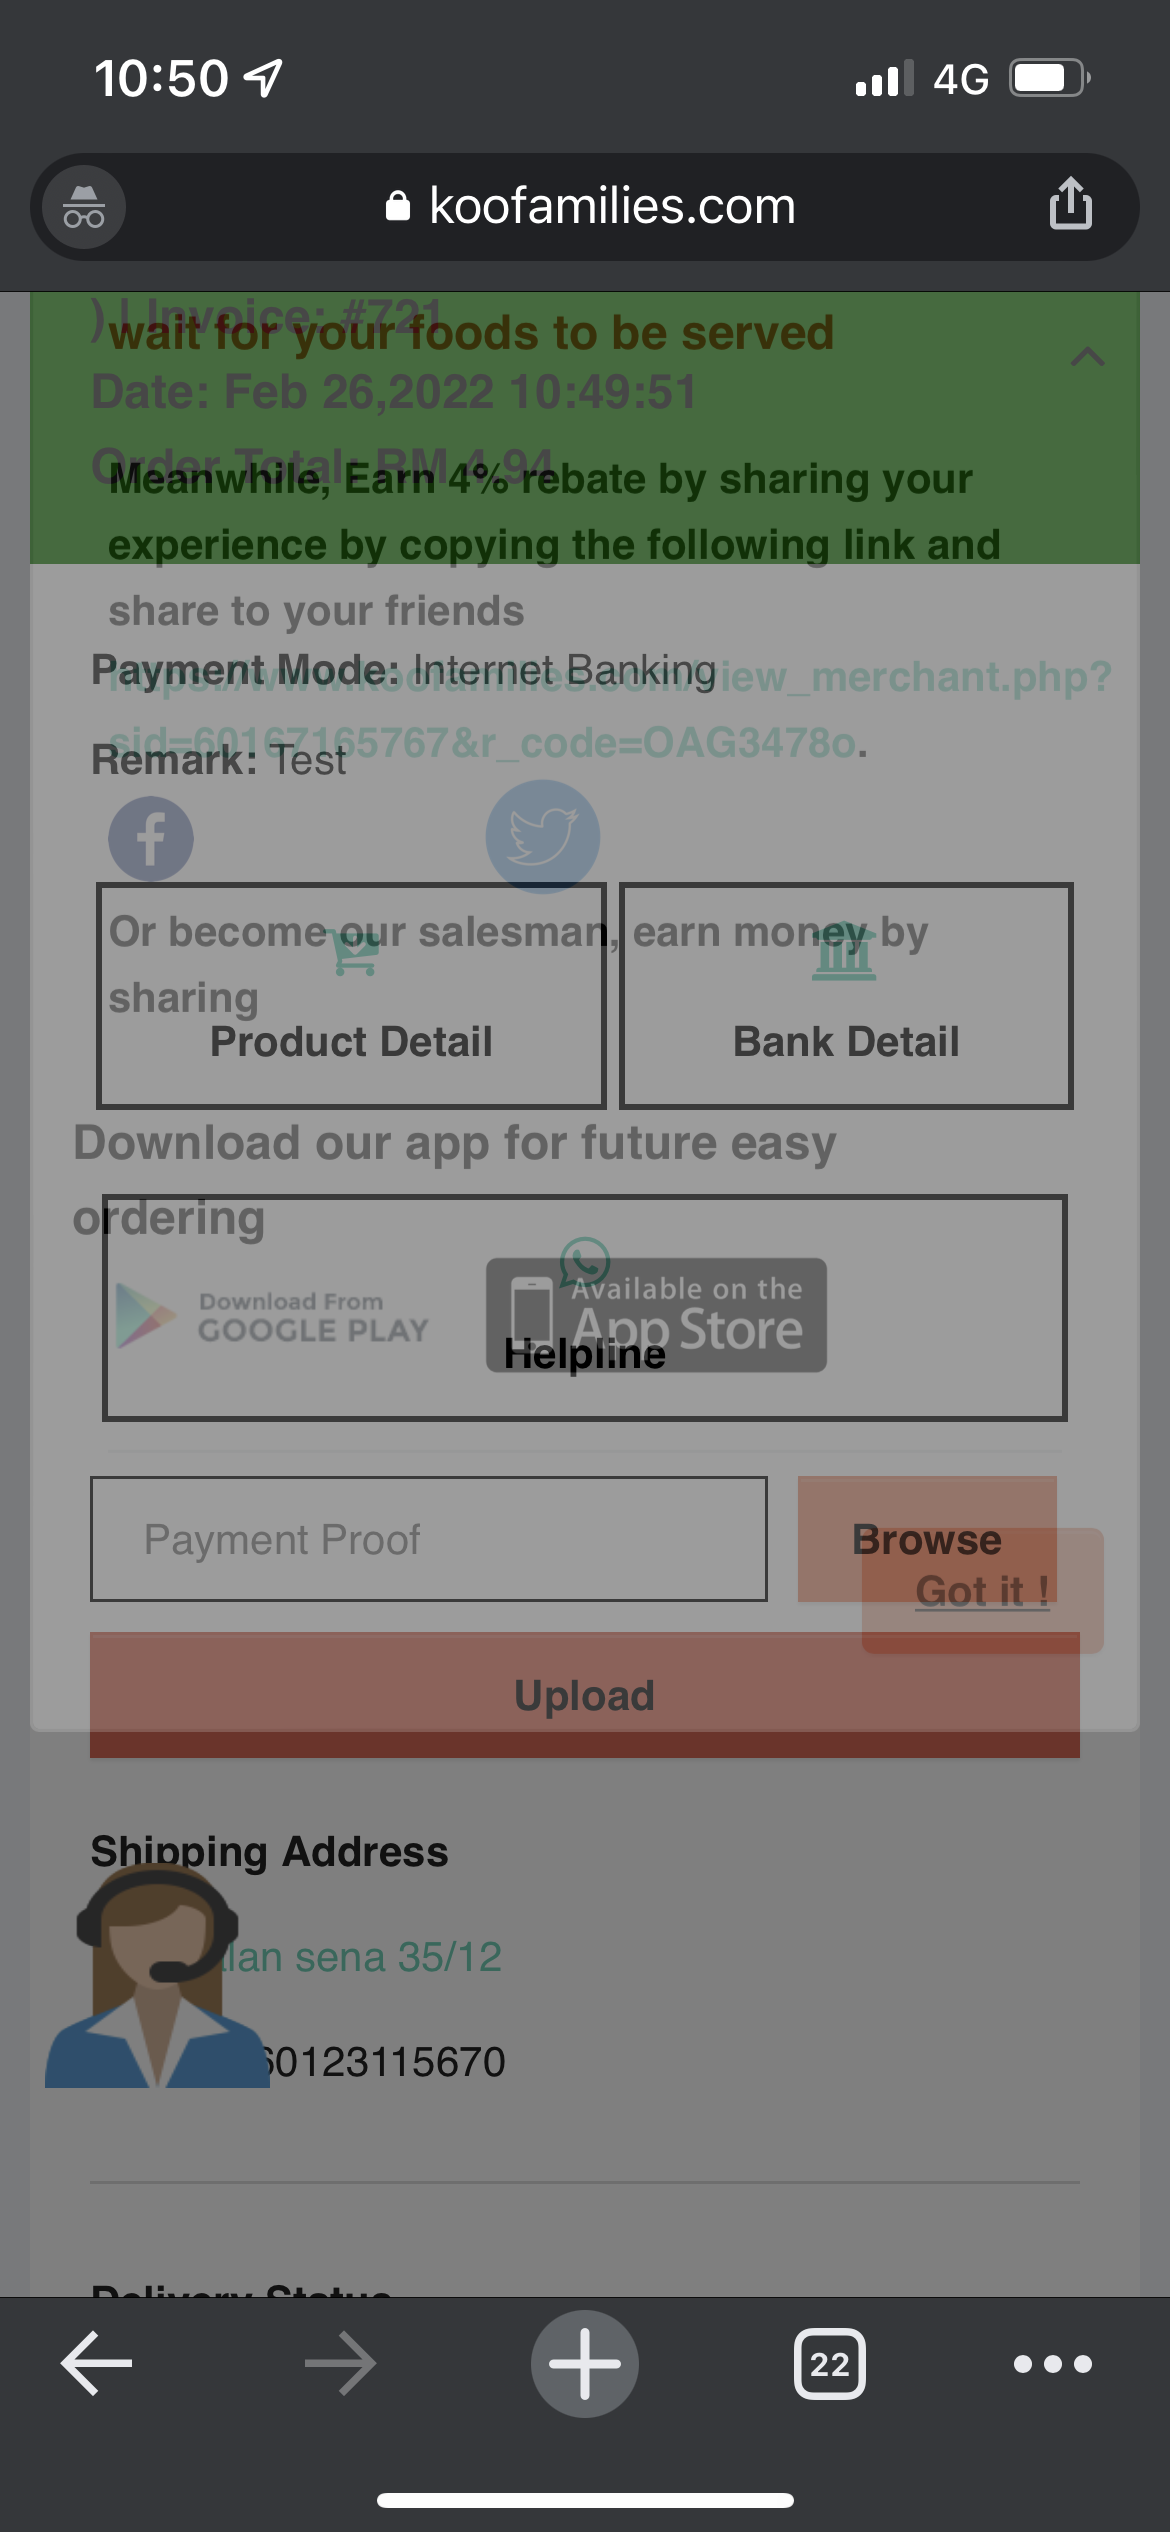 10:50
4G
koofamilies.com
) | Invoice: #721
wait for your foods to be served
Date: Feb 26,2022 10:49:51
Order Total: RM 4.94
Meanwhile, Earn 4% rebate by sharing your
experience by copying the following link and
share to your friends
Payment Mode: Internet Banking
https://www.koofamilies.com/view_merchant.php?
sid=60167165767&r_code=OAG3478o.
Remark: Test
Or become our salesman, earn money by
sharing
Product Detail
Bank Detail
Download our app for future easy
ordering
Download From
GOOGLE PLAY
Available on the
App Store
Helpline
Payment Proof
Browse
Got it !
Upload
Shipping Address
lan sena 35/12
60123115670
Delivery Status
22